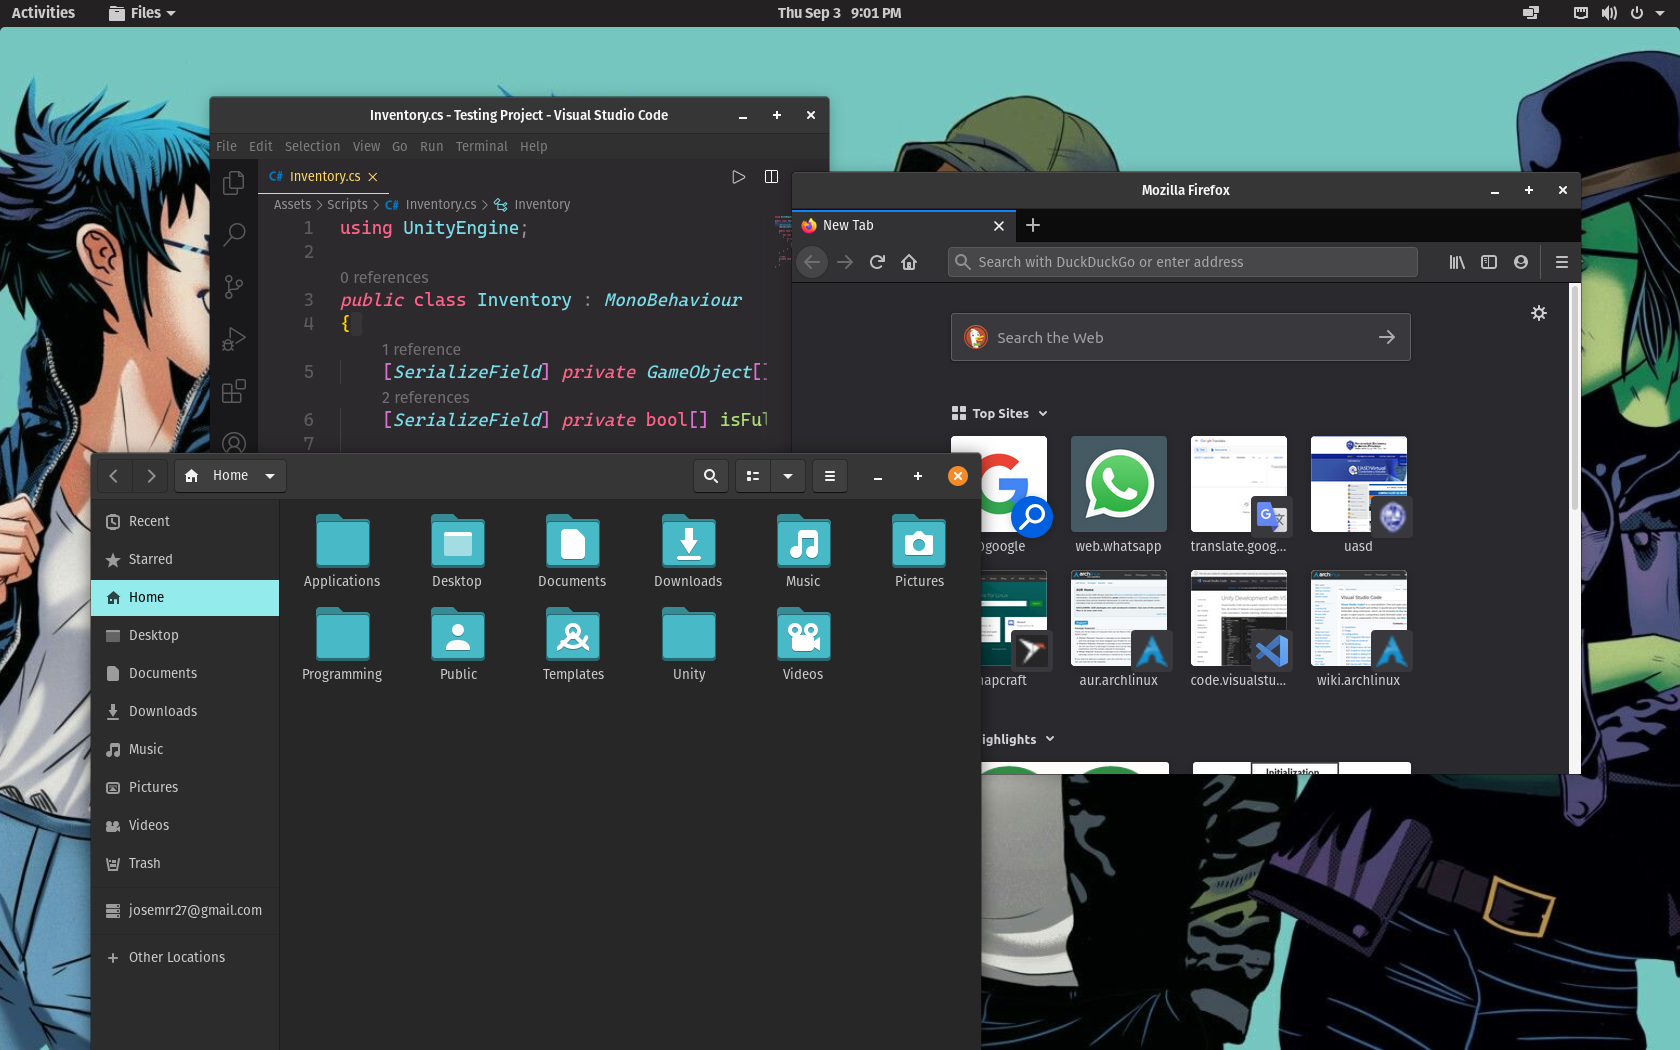 Activities
Files
Thu Sep 3 9:01 PM
Inventory.cs - Testing Project - Visual Studio Code
File Edit Selection View Go Run Terminal Help
C# Inventory.cs
Assets > Scripts > C# Inventory.cs > Inventory
1 using UnityEngine;
2
0 references
3 public class Inventory : MonoBehaviour
4 {
1 reference
5 [SerializeField] private GameObject[]
2 references
6 [SerializeField] private bool[] isFul
7
Mozilla Firefox
New Tab
Search with DuckDuckGo or enter address
Search the Web
Top Sites
google
web.whatsapp
translate.goog...
uasd
apcraft
aur.archlinux
code.visualstu...
wiki.archlinux
ighlights
Initialization
Home
Recent
Starred
Home
Desktop
Documents
Downloads
Music
Pictures
Videos
Trash
josemrr27@gmail.com
Other Locations
Applications
Desktop
Documents
Downloads
Music
Pictures
Programming
Public
Templates
Unity
Videos